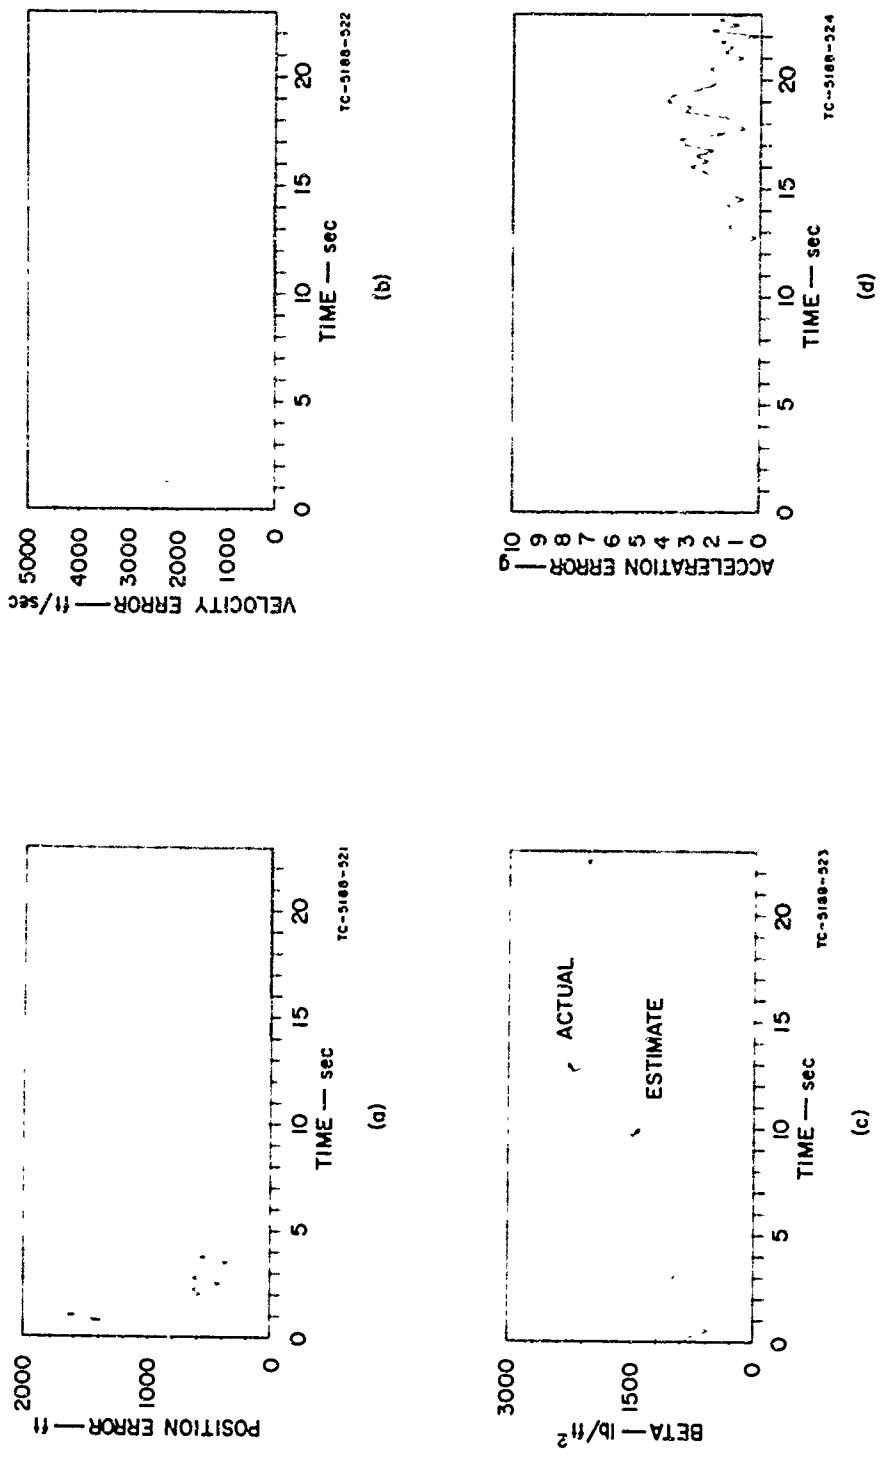 POSITION ERROR — ft
2000
1000
0
0 5 10 15 20
TIME — sec
TC-5188-521
(a)
VELOCITY ERROR — ft/sec
5000
4000
3000
2000
1000
0
0 5 10 15 20
TIME — sec
TC-5188-522
(b)
BETA — lb/ft²
3000
1500
0
ACTUAL
ESTIMATE
0 5 10 15 20
TIME — sec
TC-5188-523
(c)
ACCELERATION ERROR — g
10
9
8
7
6
5
4
3
2
1
0
0 5 10 15 20
TIME — sec
TC-5188-524
(d)